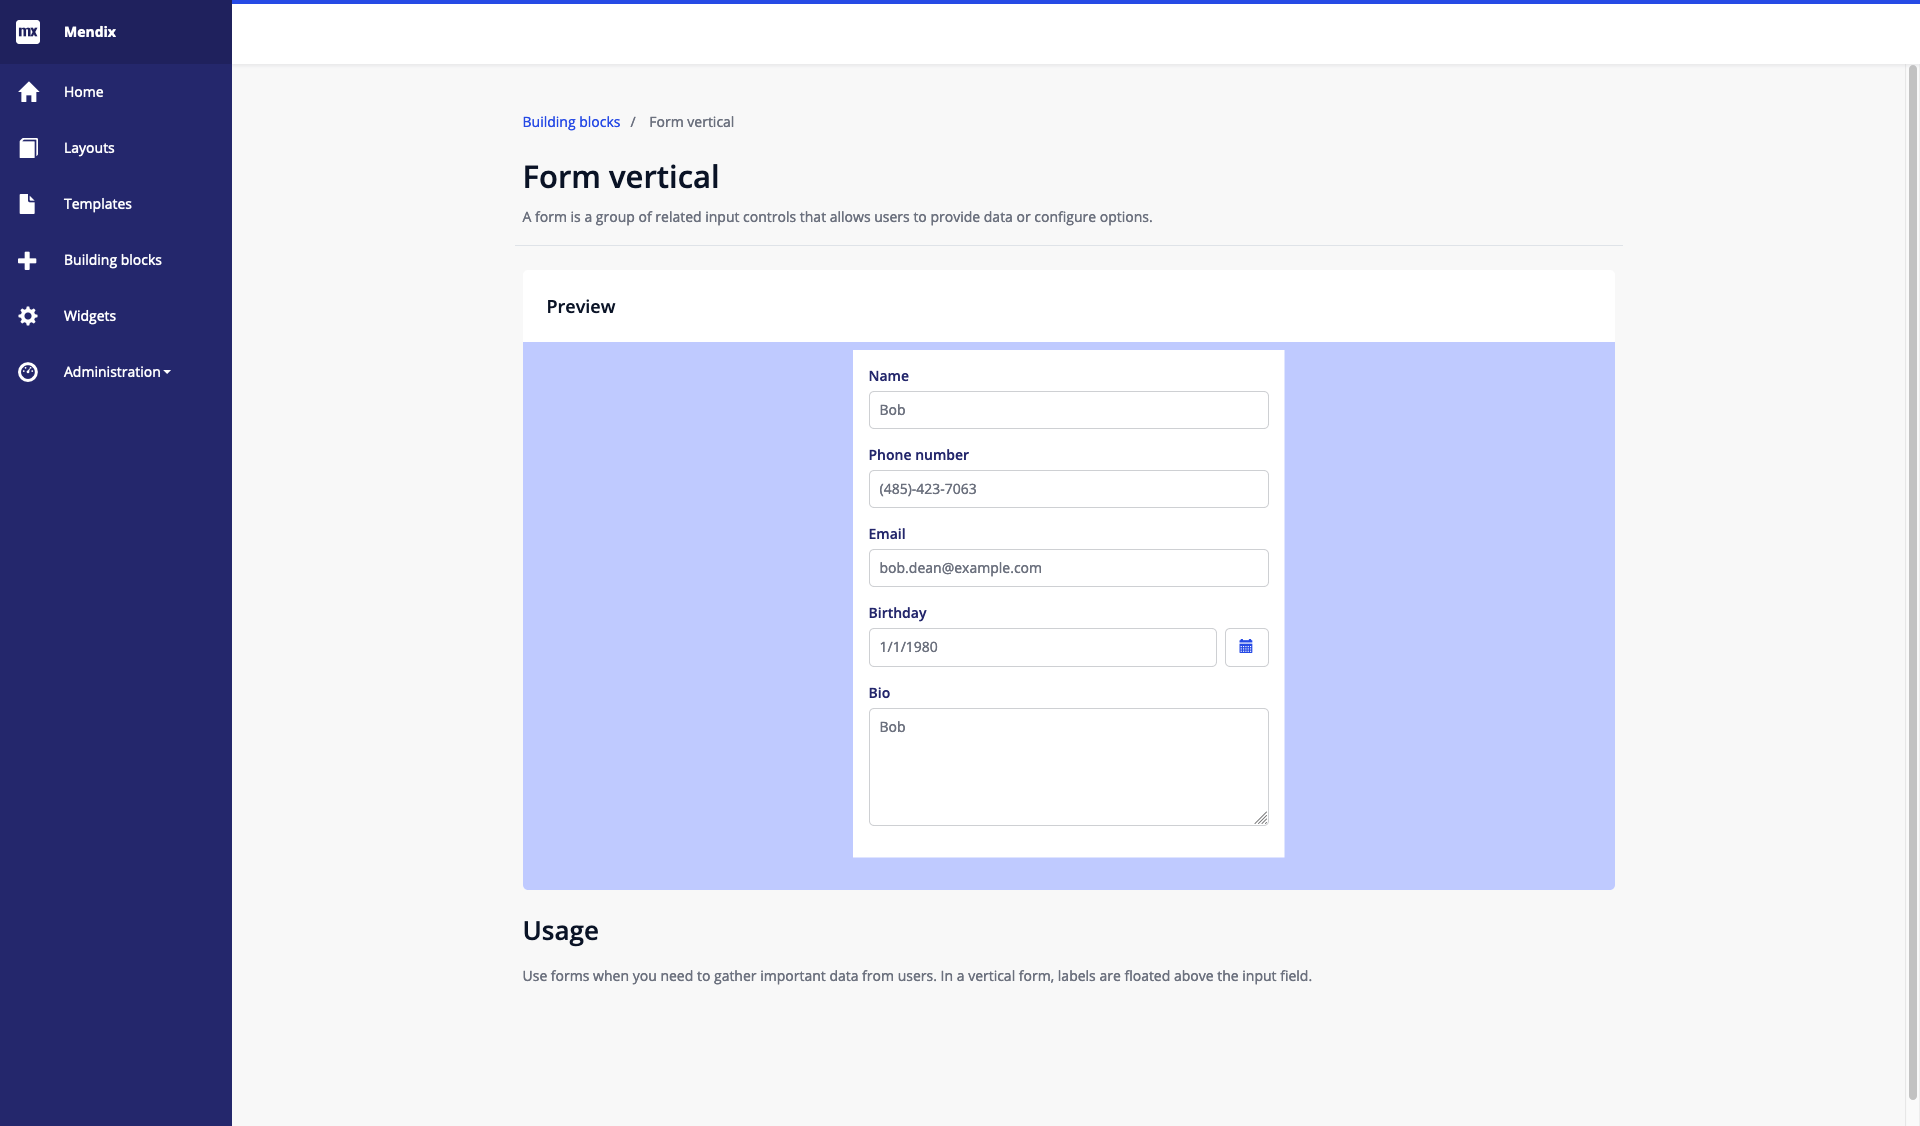 mx Mendix
Home
Layouts
Templates
Building blocks
Widgets
Administration
Building blocks / Form vertical
Form vertical
A form is a group of related input controls that allows users to provide data or configure options.
Preview
Name
Bob
Phone number
(485)-423-7063
Email
bob.dean@example.com
Birthday
1/1/1980
Bio
Bob
Usage
Use forms when you need to gather important data from users. In a vertical form, labels are floated above the input field.